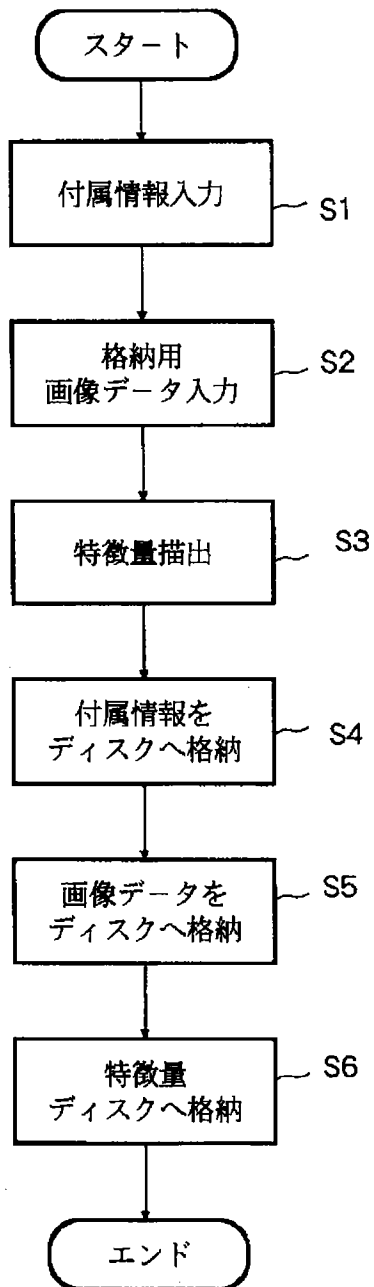 スタート
付属情報入力
S1
格納用
画像データ入力
S2
特徴量描出
S3
付属情報を
ディスクへ格納
S4
画像データを
ディスクへ格納
S5
特徴量
ディスクへ格納
S6
エンド